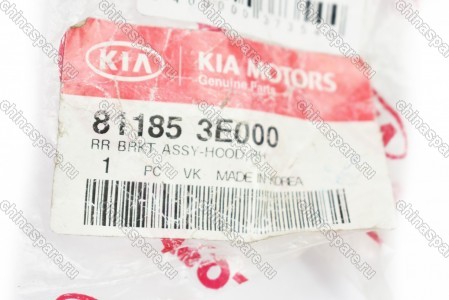 KIA KIA MOTORS
Genuine Parts
81185 3E000
RR BRKT ASSY-HOOD,RH
1 PC VK MADE IN KOREA
chinaspare.ru